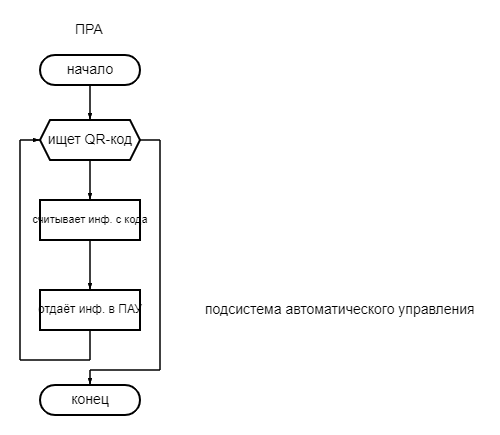 ПРА
начало
ищет QR-код
считывает инф. с кода
отдаёт инф. в ПАУ
подсистема автоматического управления
конец